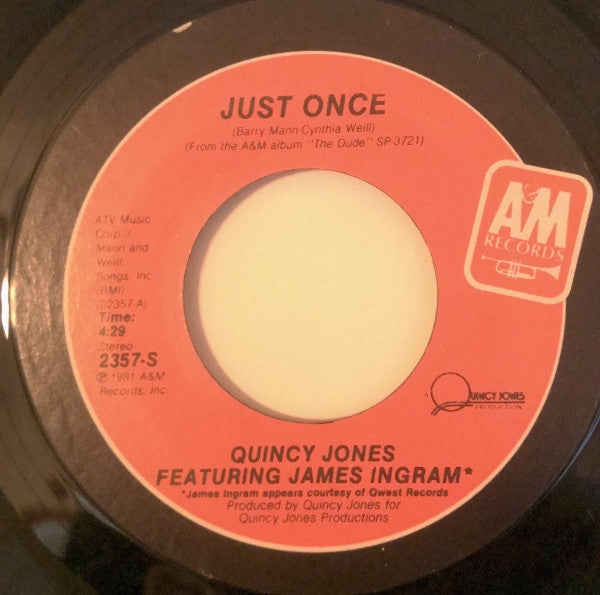 JUST ONCE
(Barry Mann-Cynthia Weill)
(From the A&M album "The Dude" SP-3721)
AM
RECORDS
ATV Music
Corp. /
Mann and
Weill
Songs, Inc.
(BMI)
(02357-A)
Time:
4:29
Stereo
2357-S
℗ 1981 A&M
Records, Inc.
A
QUINCY JONES
PRODUCTION
QUINCY JONES
FEATURING JAMES INGRAM*
*James Ingram appears courtesy of Qwest Records
Produced by Quincy Jones for
Quincy Jones Productions